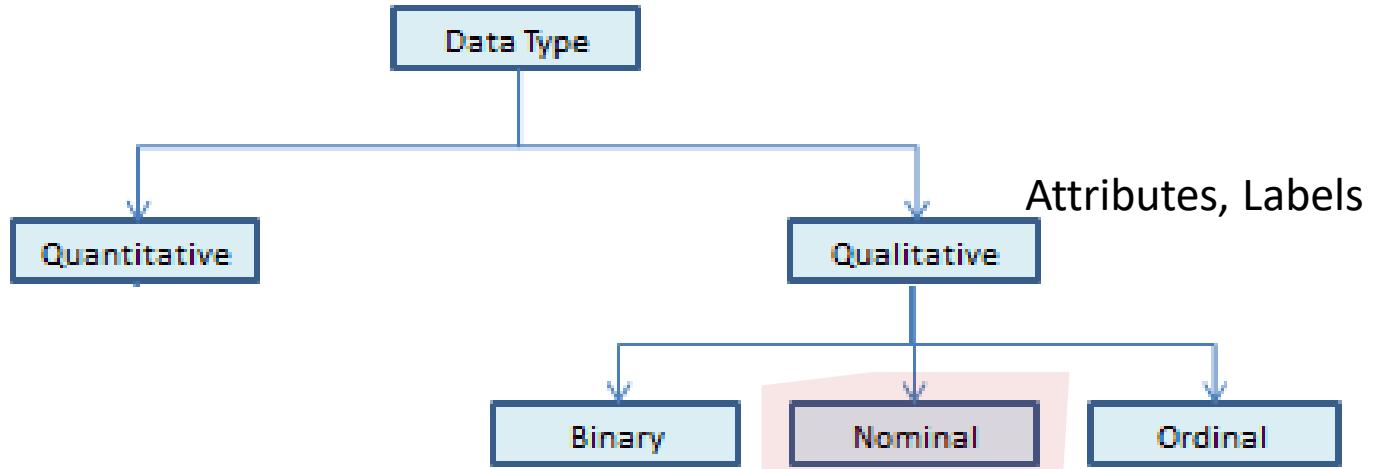 Data Type
Attributes, Labels
Quantitative
Qualitative
Binary
Nominal
Ordinal